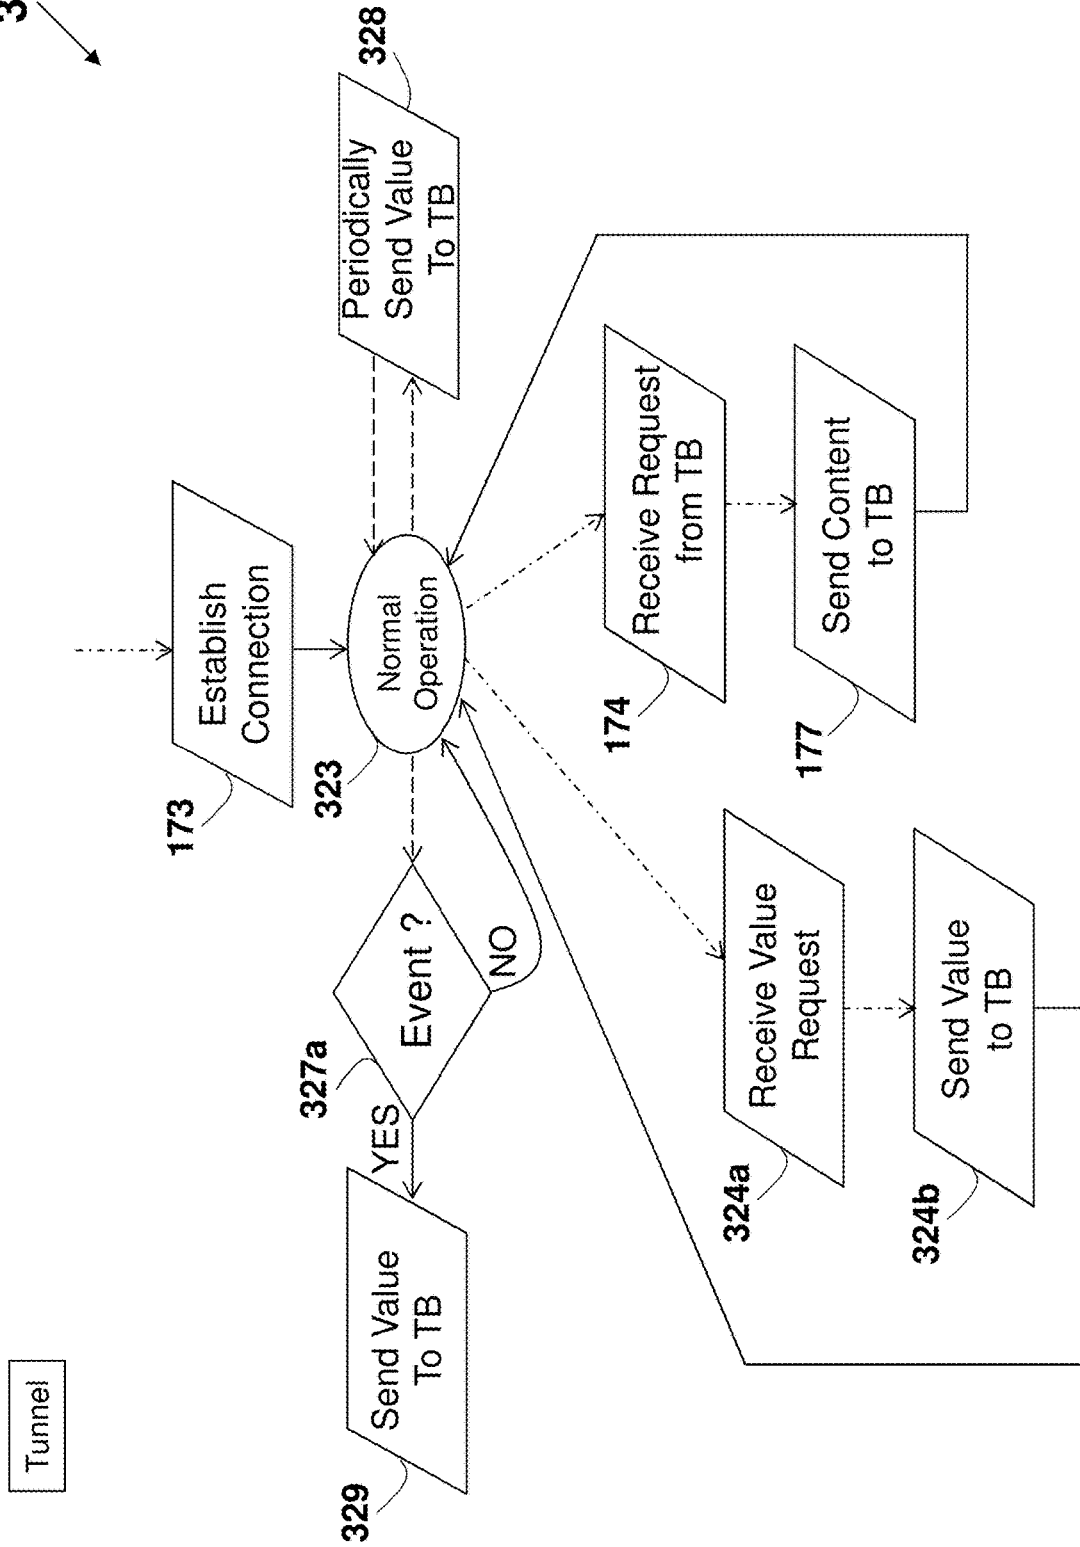 Tunnel
3
173
Establish
Connection
323
Normal
Operation
328
Periodically
Send Value
To TB
327a
Event ?
YES
NO
329
Send Value
To TB
324a
Receive Value
Request
324b
Send Value
to TB
174
Receive Request
from TB
177
Send Content
to TB